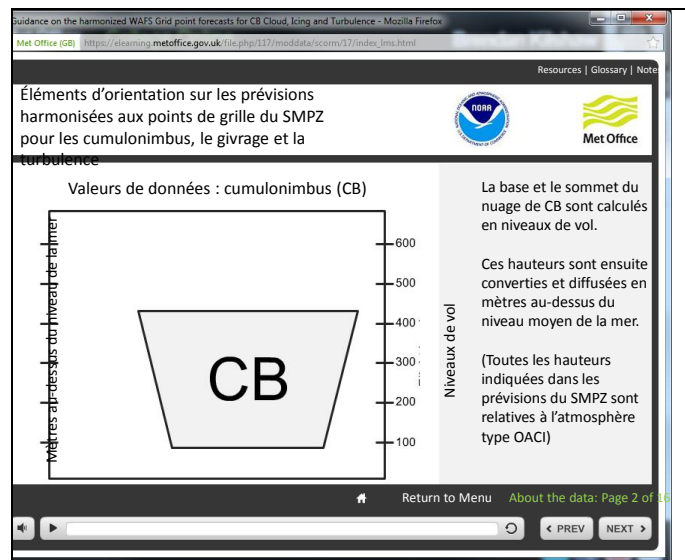 Guidance on the harmonized WAFS Grid point forecasts for CB Cloud, Icing and Turbulence - Mozilla Firefox
Met Office (GB) https://elearning.metoffice.gov.uk/file.php/117/moddata/scorm/17/index_lms.html
Resources | Glossary | Note
Éléments d'orientation sur les prévisions
harmonisées aux points de grille du SMPZ
pour les cumulonimbus, le givrage et la
turbulence
NOAA
Met Office
Valeurs de données : cumulonimbus (CB)
Mètres au-dessus du niveau de la mer
600
500
400
300
200
100
CB
Niveaux de vol
La base et le sommet du
nuage de CB sont calculés
en niveaux de vol.
Ces hauteurs sont ensuite
converties et diffusées en
mètres au-dessus du
niveau moyen de la mer.
(Toutes les hauteurs
indiquées dans les
prévisions du SMPZ sont
relatives à l'atmosphère
type OACI)
Return to Menu
About the data: Page 2 of 16
PREV
NEXT